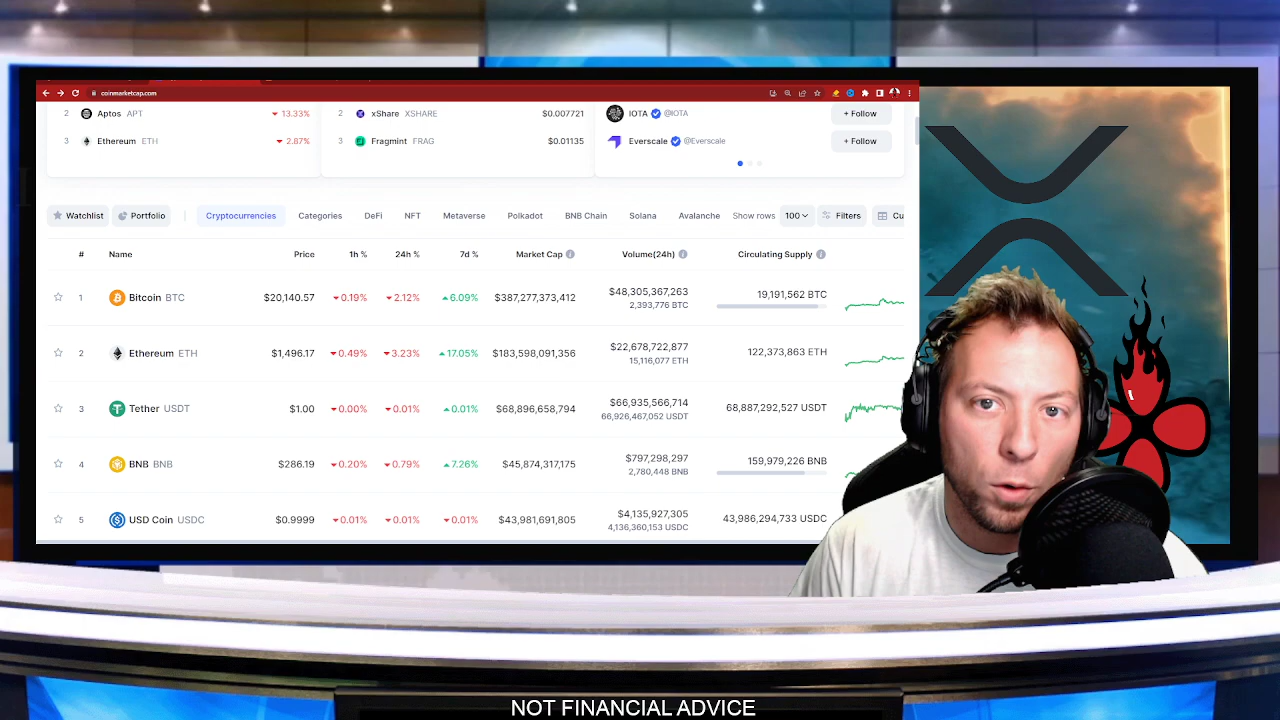 coinmarketcap.com
2 Aptos APT 13.33% 2 xShare XSHARE $0.007721 IOTA @IOTA + Follow
3 Ethereum ETH 2.87% 3 Fragmint FRAG $0.01135 Everscale @Everscale + Follow
Watchlist Portfolio Cryptocurrencies Categories DeFi NFT Metaverse Polkadot BNB Chain Solana Avalanche Show rows 100 Filters Cu
# Name Price 1h % 24h % 7d % Market Cap Volume(24h) Circulating Supply
1 Bitcoin BTC $20,140.57 0.19% 2.12% 6.09% $387,277,373,412 $48,305,367,263 19,191,562 BTC
2,393,776 BTC
2 Ethereum ETH $1,496.17 0.49% 3.23% 17.05% $183,598,091,356 $22,678,722,877 122,373,863 ETH
15,116,077 ETH
3 Tether USDT $1.00 0.00% 0.01% 0.01% $68,896,658,794 $66,935,566,714 68,887,292,527 USDT
66,926,467,052 USDT
4 BNB BNB $286.19 0.20% 0.79% 7.26% $45,874,317,175 $797,298,297 159,979,226 BNB
2,780,448 BNB
5 USD Coin USDC $0.9999 0.01% 0.01% 0.01% $43,981,691,805 $4,135,927,305 43,986,294,733 USDC
4,136,360,153 USDC
NOT FINANCIAL ADVICE